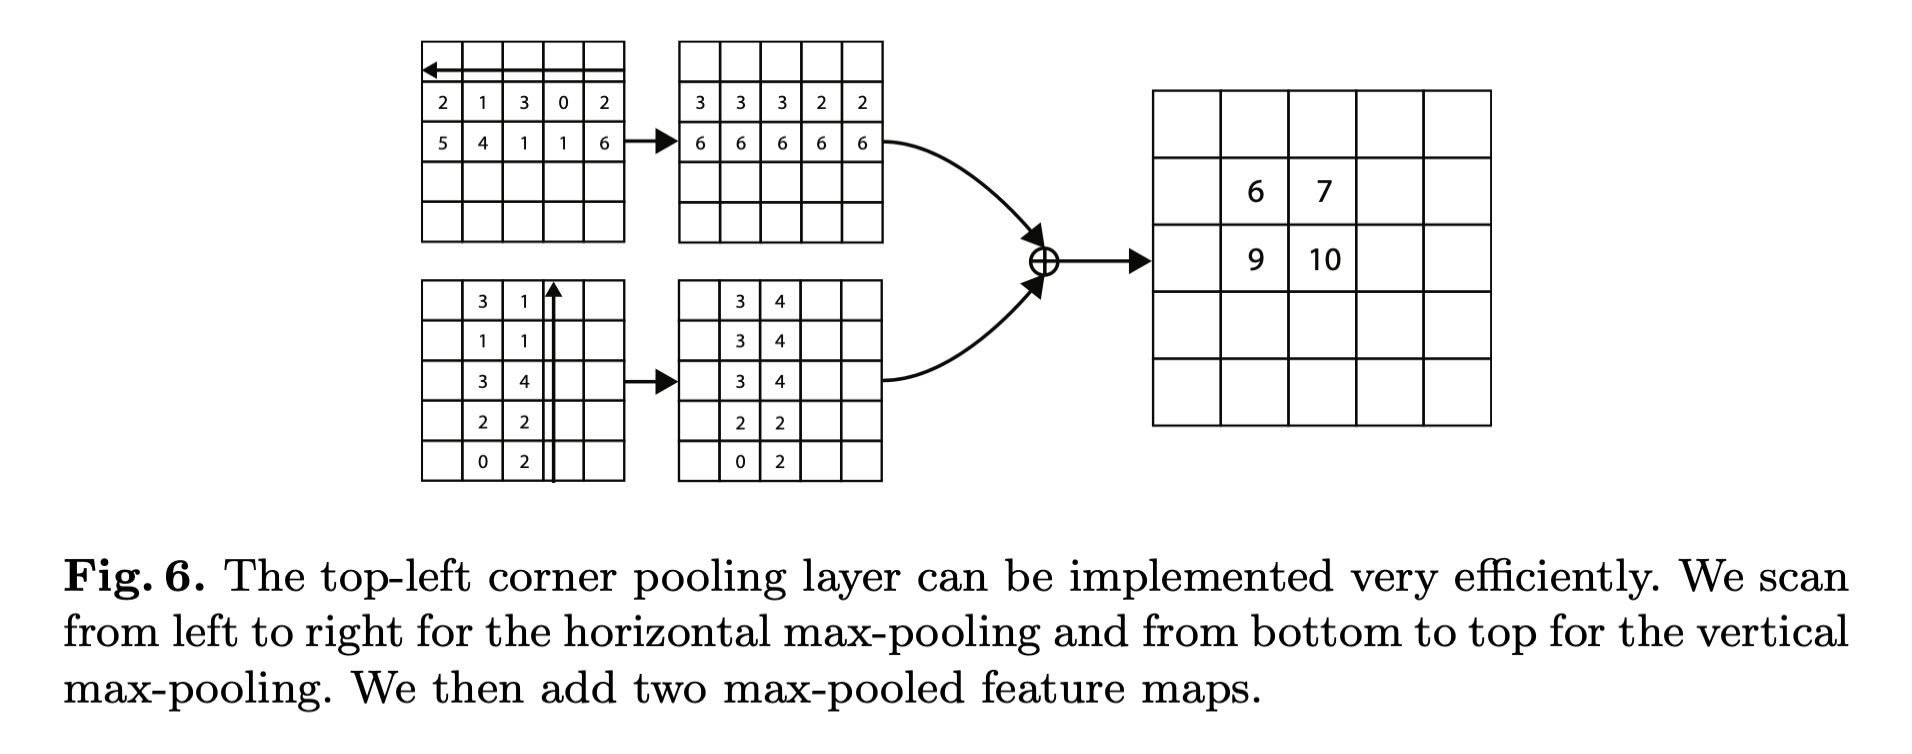 2 1 3 0 2
5 4 1 1 6
3 3 3 2 2
6 6 6 6 6
3 1
1 1
3 4
2 2
0 2
3 4
3 4
3 4
2 2
0 2
6 7
9 10
Fig. 6. The top-left corner pooling layer can be implemented very efficiently. We scan
from left to right for the horizontal max-pooling and from bottom to top for the vertical
max-pooling. We then add two max-pooled feature maps.